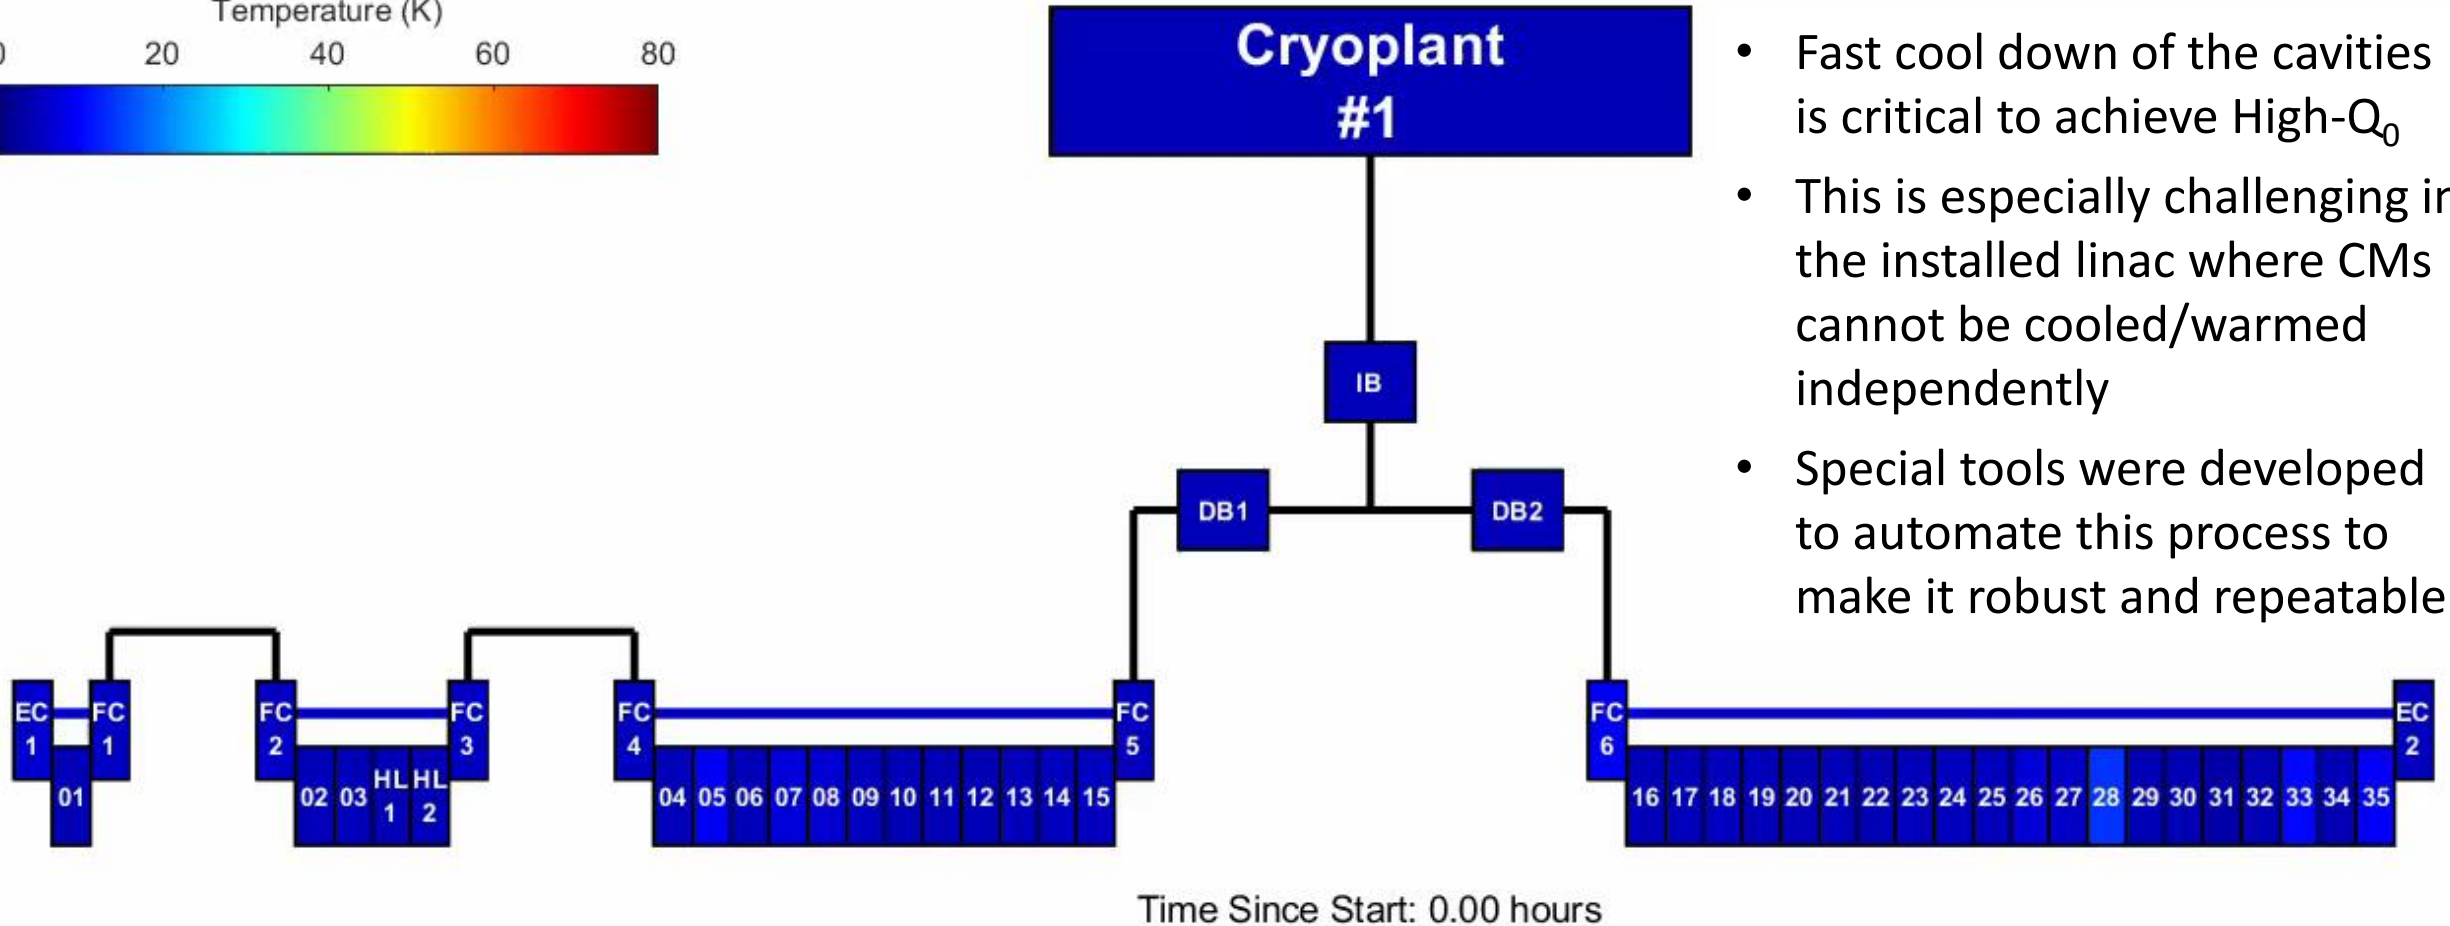 Temperature (K)
0 20 40 60 80
Cryoplant
#1
IB
DB1 DB2
EC
1
FC
1
01
FC
2
02 03 HL
1 HL
2
FC
3
FC
4
04 05 06 07 08 09 10 11 12 13 14 15
FC
5
FC
6
16 17 18 19 20 21 22 23 24 25 26 27 28 29 30 31 32 33 34 35
EC
2
Time Since Start: 0.00 hours
• Fast cool down of the cavities
is critical to achieve High-Q0
• This is especially challenging in
the installed linac where CMs
cannot be cooled/warmed
independently
• Special tools were developed
to automate this process to
make it robust and repeatable